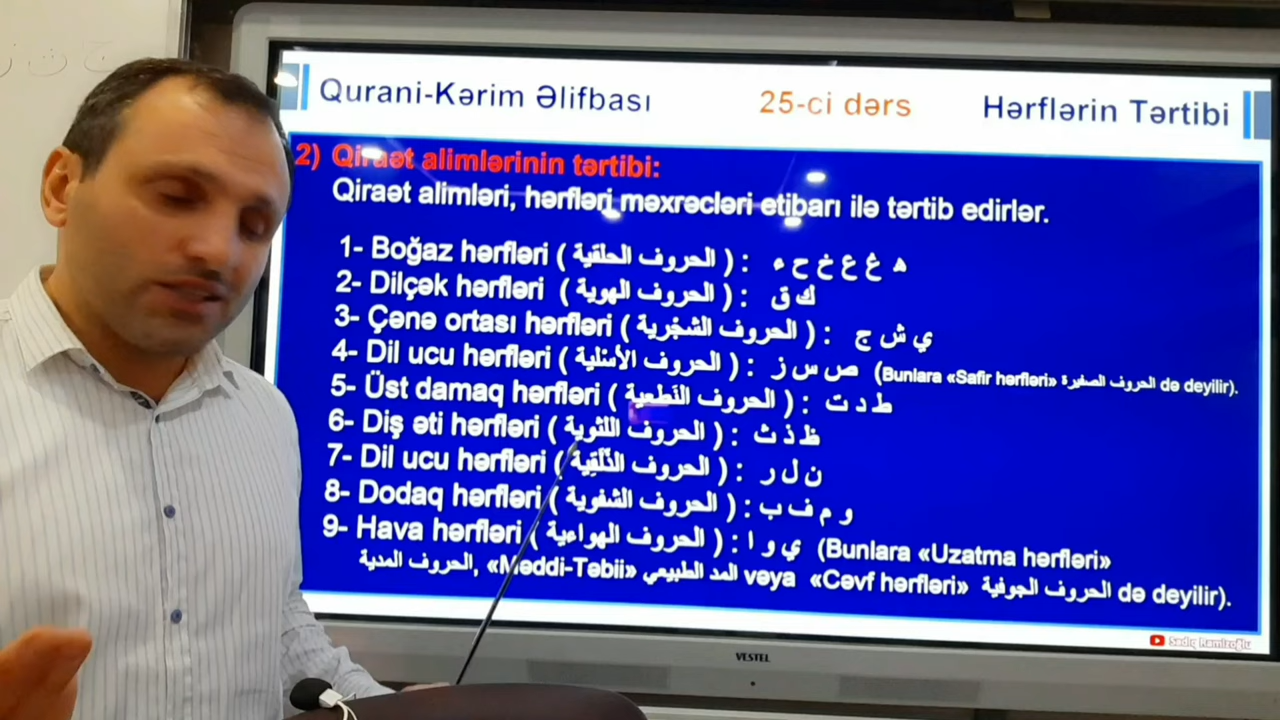 Qurani-Kərim Əlifbası 25-ci dərs Hərflərin Tərtibi
2) Qiraət alimlərinin tərtibi:
Qiraət alimləri, hərfləri məxrəcləri etibarı ilə tərtib edirlər.
1- Boğaz hərfləri ( الحروف الحلقية ) : ء ح خ ع غ ه
2- Dilçək hərfləri ( الحروف الهوية ) : ق ك
3- Çənə ortası hərfləri ( الحروف الشجْرية ) : ج ش ي
4- Dil ucu hərfləri ( الحروف الأسْلية ) : ز س ص (Bunlara «Safir hərfləri» الحروف الصفيرة də deyilir).
5- Üst damaq hərfləri ( الحروف النَطعية ) : ت د ط
6- Diş əti hərfləri ( الحروف اللثوية ) : ث ذ ظ
7- Dil ucu hərfləri ( الحروف الذَّلْقِية ) : ر ل ن
8- Dodaq hərfləri ( الحروف الشفوية ) : ب ف م و
9- Hava hərfləri ( الحروف الهواءية ) : ا و ي (Bunlara «Uzatma hərfləri»
الحروف المدية, «Məddi-Təbii» المد الطبيعي vəya «Cəvf hərfləri» الحروف الجوفية də deyilir).
Sadiq Ramizoğlu
VESTEL